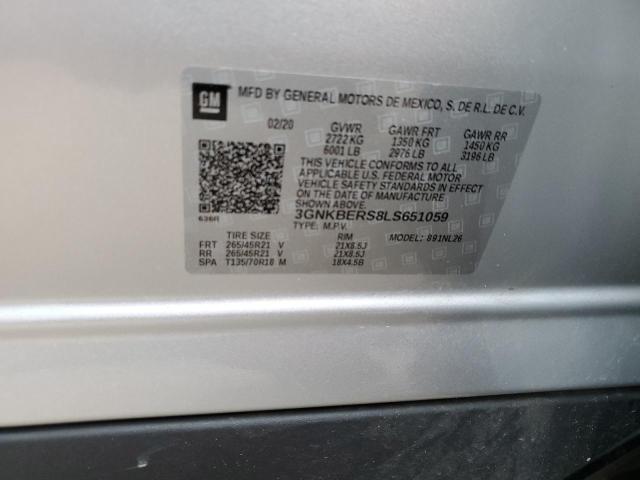 GM
MFD BY GENERAL MOTORS DE MEXICO, S. DE R.L. DE C.V.
02/20 GVWR GAWR FRT GAWR RR
2722 KG 1350 KG 1450 KG
6001 LB 2976 LB 3196 LB
THIS VEHICLE CONFORMS TO ALL
APPLICABLE U.S. FEDERAL MOTOR
VEHICLE SAFETY STANDARDS IN EFFECT
ON THE DATE OF MANUFACTURE
636R 3GNKBERS8LS651059
TYPE: M.P.V. MODEL: 891NL26
TIRE SIZE RIM
FRT 265/45R21 V 21X8.5J
RR 265/45R21 V 21X8.5J
SPA T135/70R18 M 18X4.5B